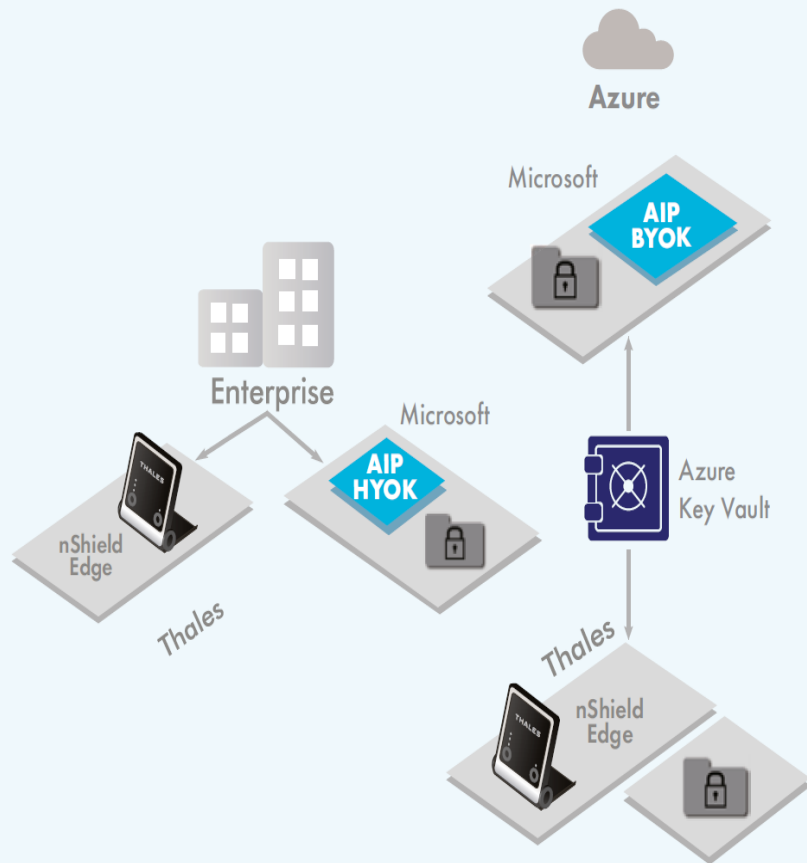 Azure
Microsoft
AIP
BYOK
Enterprise
Microsoft
AIP
HYOK
THALES
nShield
Edge
Thales
Azure
Key Vault
Thales
THALES
nShield
Edge